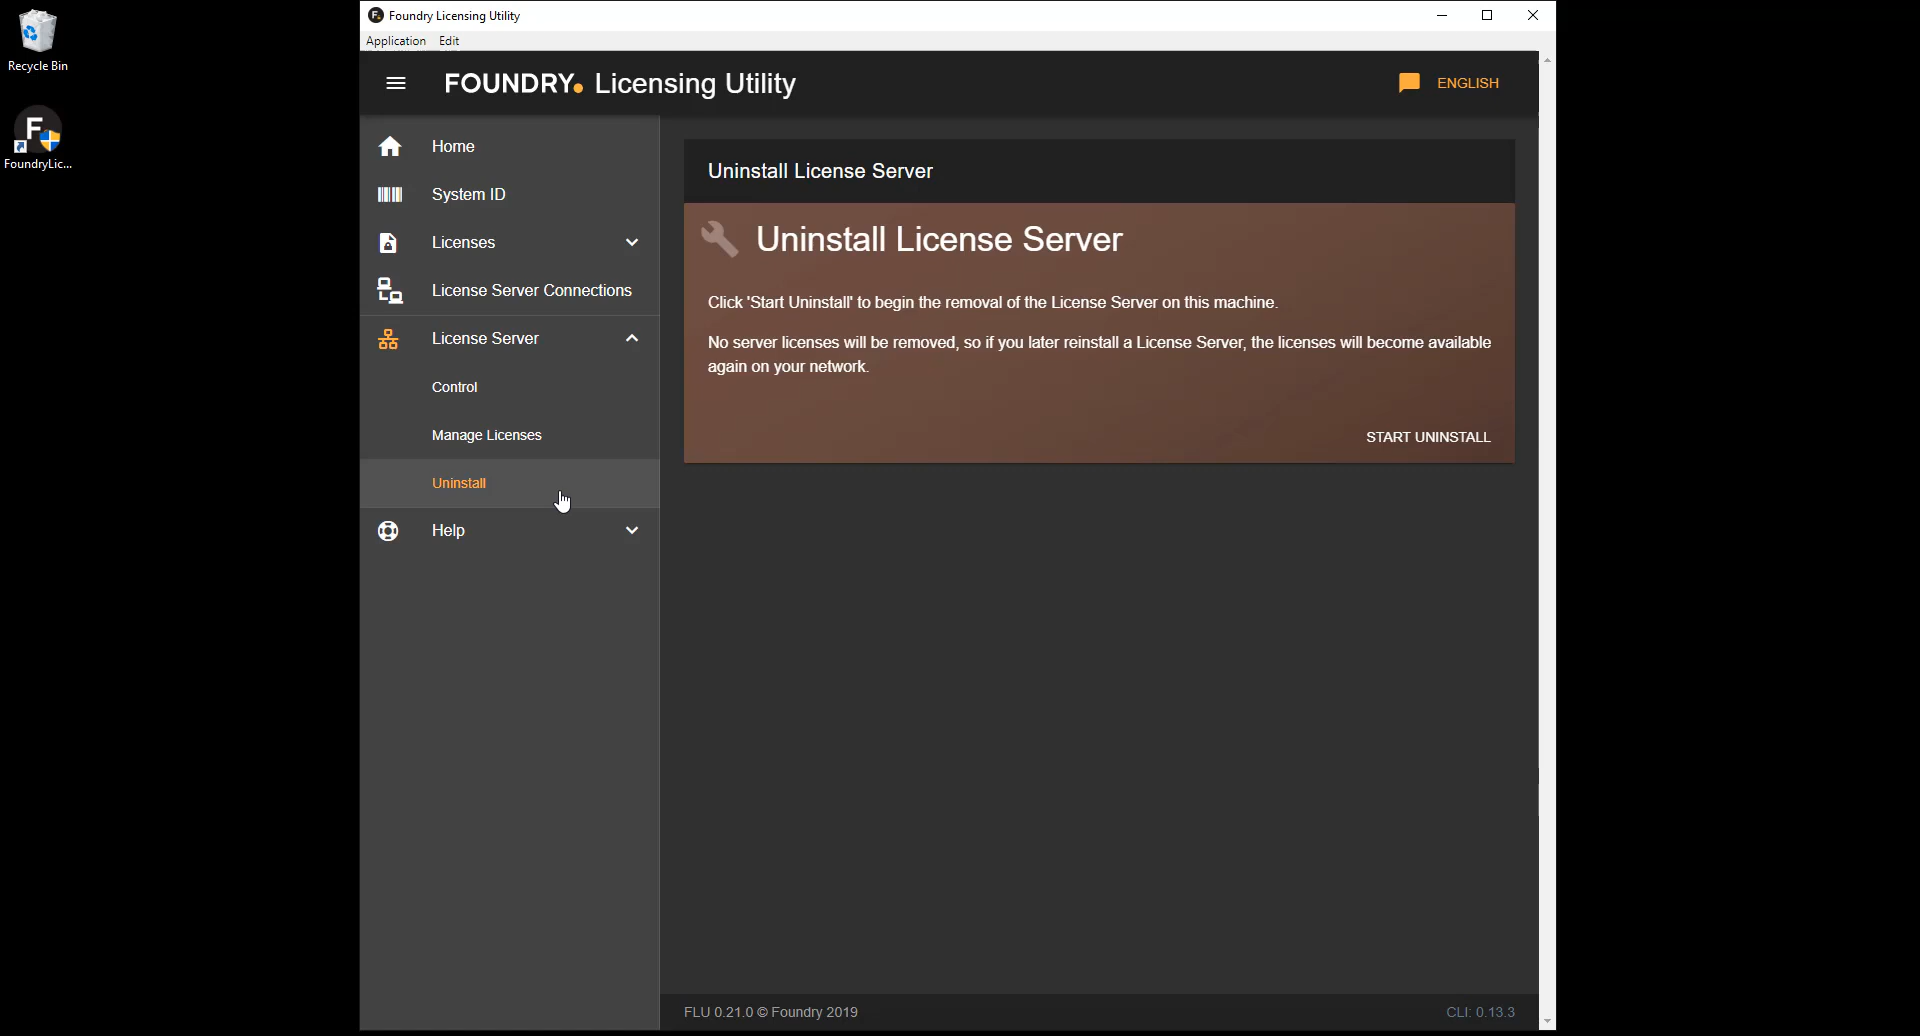 Recycle Bin
FoundryLic...
Foundry Licensing Utility
Application Edit
FOUNDRY. Licensing Utility
ENGLISH
Home
System ID
Licenses
License Server Connections
License Server
Control
Manage Licenses
Uninstall
Help
Uninstall License Server
Uninstall License Server
Click 'Start Uninstall' to begin the removal of the License Server on this machine.
No server licenses will be removed, so if you later reinstall a License Server, the licenses will become available
again on your network.
START UNINSTALL
FLU 0.21.0 © Foundry 2019
CLI: 0.13.3